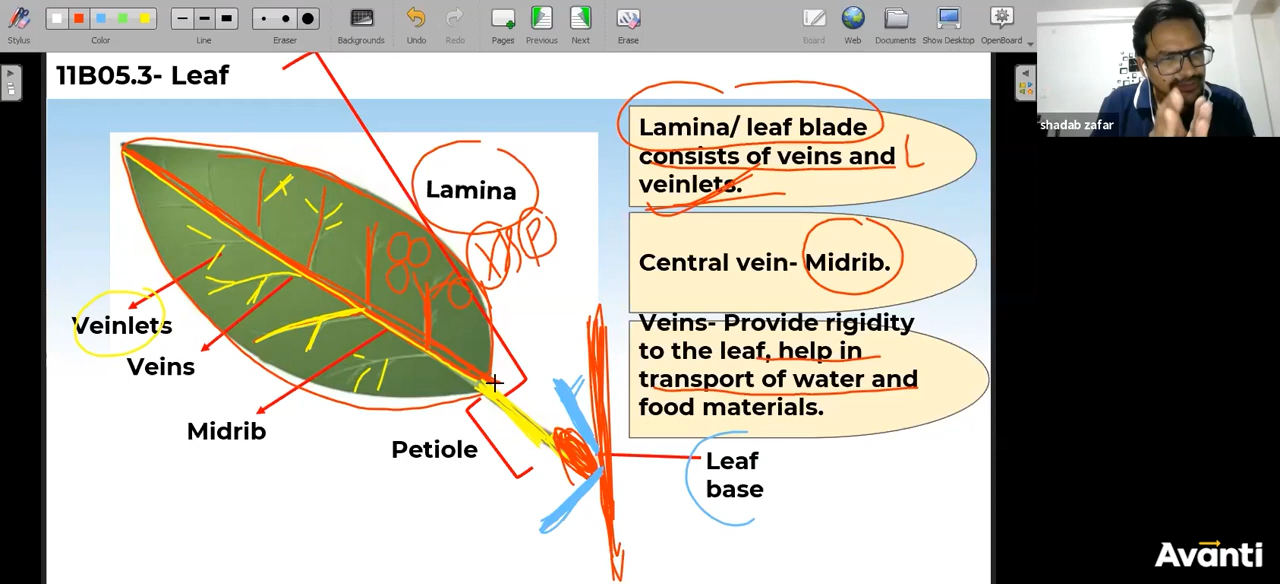 Stylus
Color
Line
Eraser
Backgrounds
Undo
Redo
Pages
Previous
Next
Erase
Board
Web
Documents
Show Desktop
OpenBoard
shadab zafar
11B05.3- Leaf
Lamina/ leaf blade
consists of veins and L
veinlets.
Lamina
X P
Central vein- Midrib.
Veinlets
Veins
Midrib
Petiole
Veins- Provide rigidity
to the leaf, help in
transport of water and
food materials.
Leaf
base
Avanti